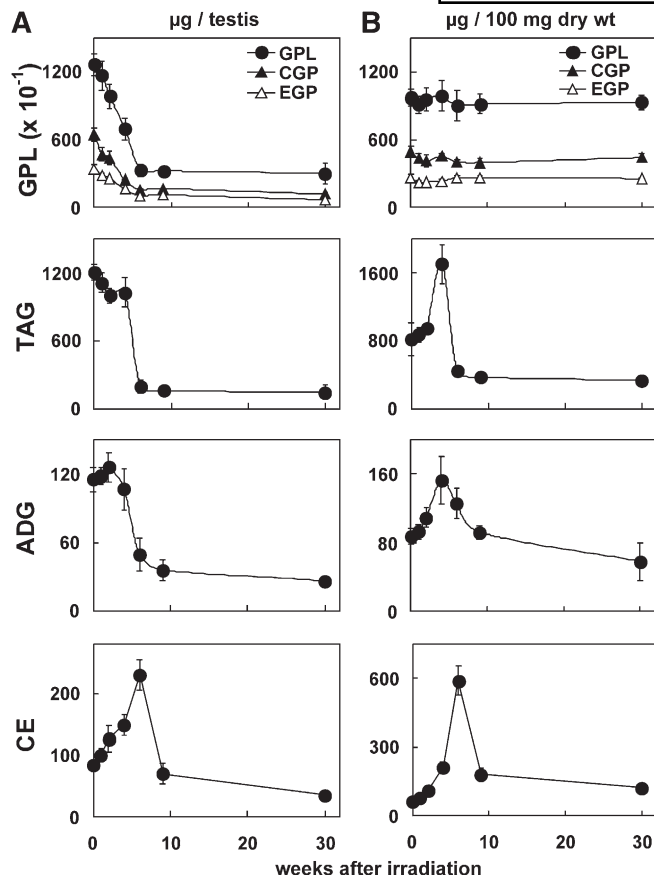 A
µg / testis
B
µg / 100 mg dry wt
GPL (x 10⁻¹)
1200
600
0
GPL
CGP
EGP
1200
600
0
GPL
CGP
EGP
TAG
1200
600
0
1600
800
0
ADG
120
60
0
160
80
0
CE
200
100
0
600
300
0
0 10 20 30
0 10 20 30
weeks after irradiation